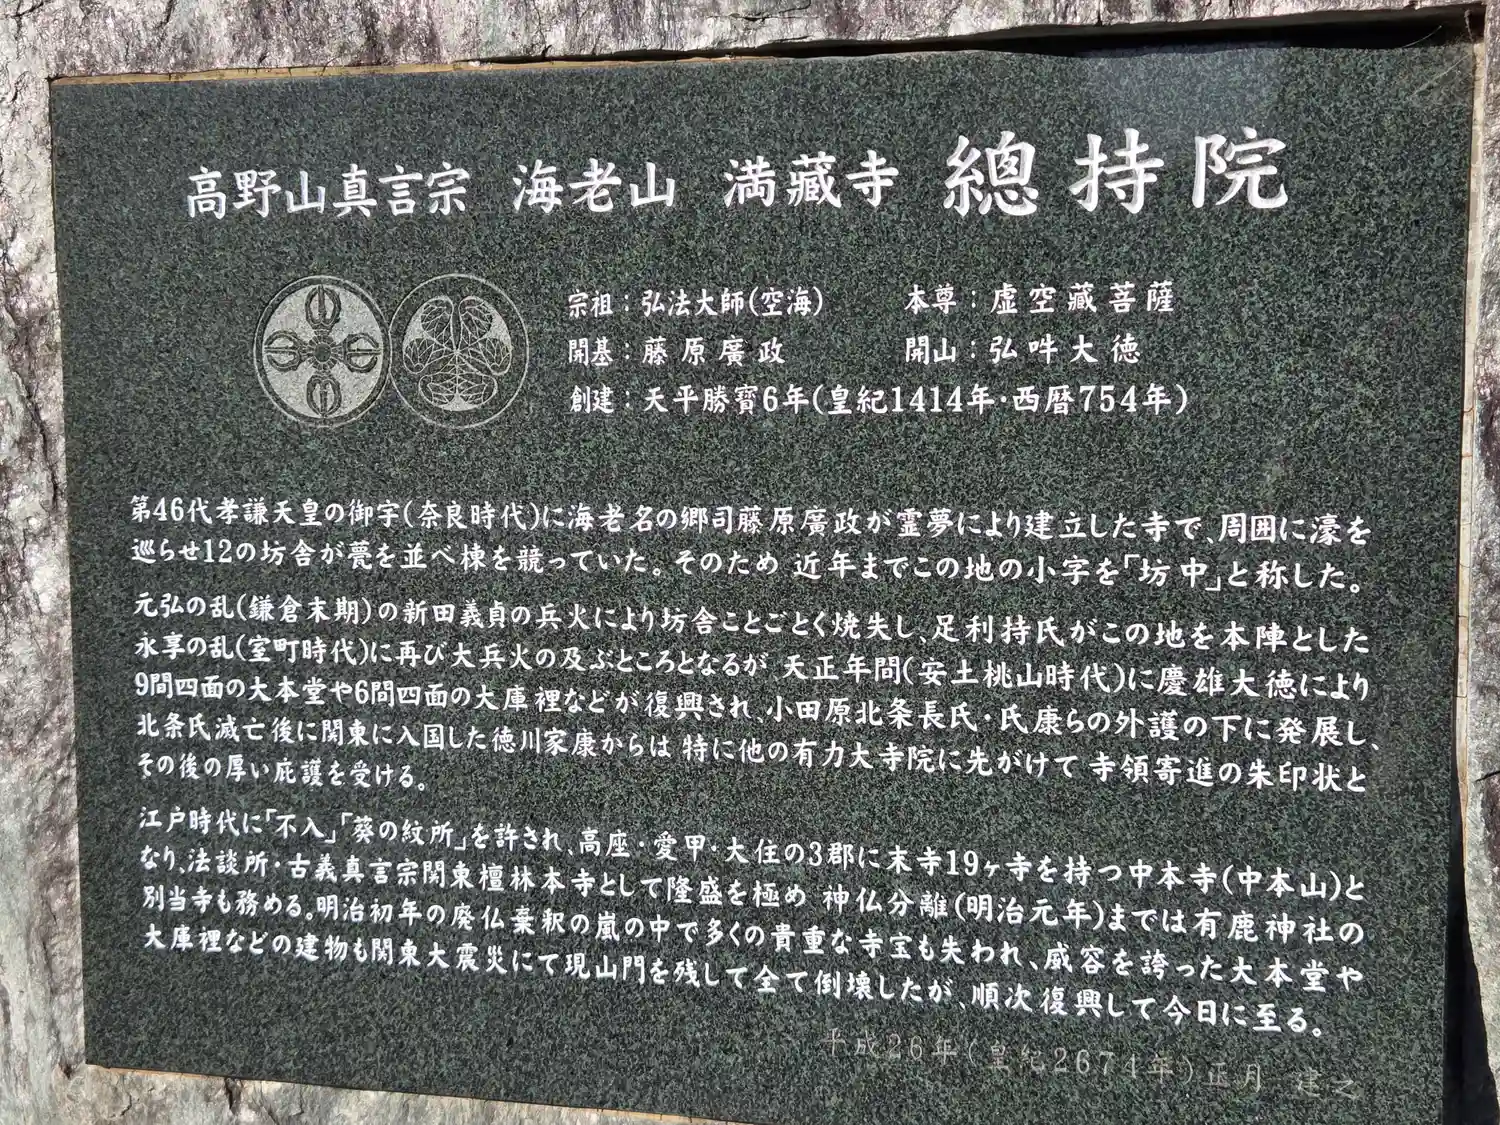 高野山真言宗 海老山 満藏寺 總持院
宗祖：弘法大師(空海) 本尊：虚空藏菩薩
開基：藤原廣政 開山：弘吽大徳
創建：天平勝寶6年(皇紀1414年・西暦754年)
第46代孝謙天皇の御宇(奈良時代)に海老名の郷司藤原廣政が霊夢により建立した寺で、周囲に濠を
巡らせ12の坊舎が甍を並べ棟を競っていた。そのため 近年までこの地の小字を「坊中」と称した。
元弘の乱(鎌倉末期)の新田義貞の兵火により坊舎ことごとく焼失し、足利持氏がこの地を本陣とした
永享の乱(室町時代)に再び大兵火の及ぶところとなるが 天正年間(安土桃山時代)に慶雄大徳により
9間四面の大本堂や6間四面の大庫裡などが復興され、小田原北条長氏・氏康らの外護の下に発展し、
北条氏滅亡後に関東に入国した徳川家康からは 特に他の有力大寺院に先がけて 寺領寄進の朱印状と
その後の厚い庇護を受ける。
江戸時代に「不入」「葵の紋所」を許され、高座・愛甲・大住の3郡に末寺19ヶ寺を持つ中本寺(中本山)と
なり、法談所・古義真言宗関東檀林本寺として隆盛を極め 神仏分離(明治元年)までは有鹿神社の
別当寺も務める。明治初年の廃仏棄釈の嵐の中で多くの貴重な寺宝も失われ、威容を誇った大本堂や
大庫裡などの建物も関東大震災にて現山門を残して全て倒壊したが、順次復興して今日に至る。
平成26年(皇紀2674年)正月 建之